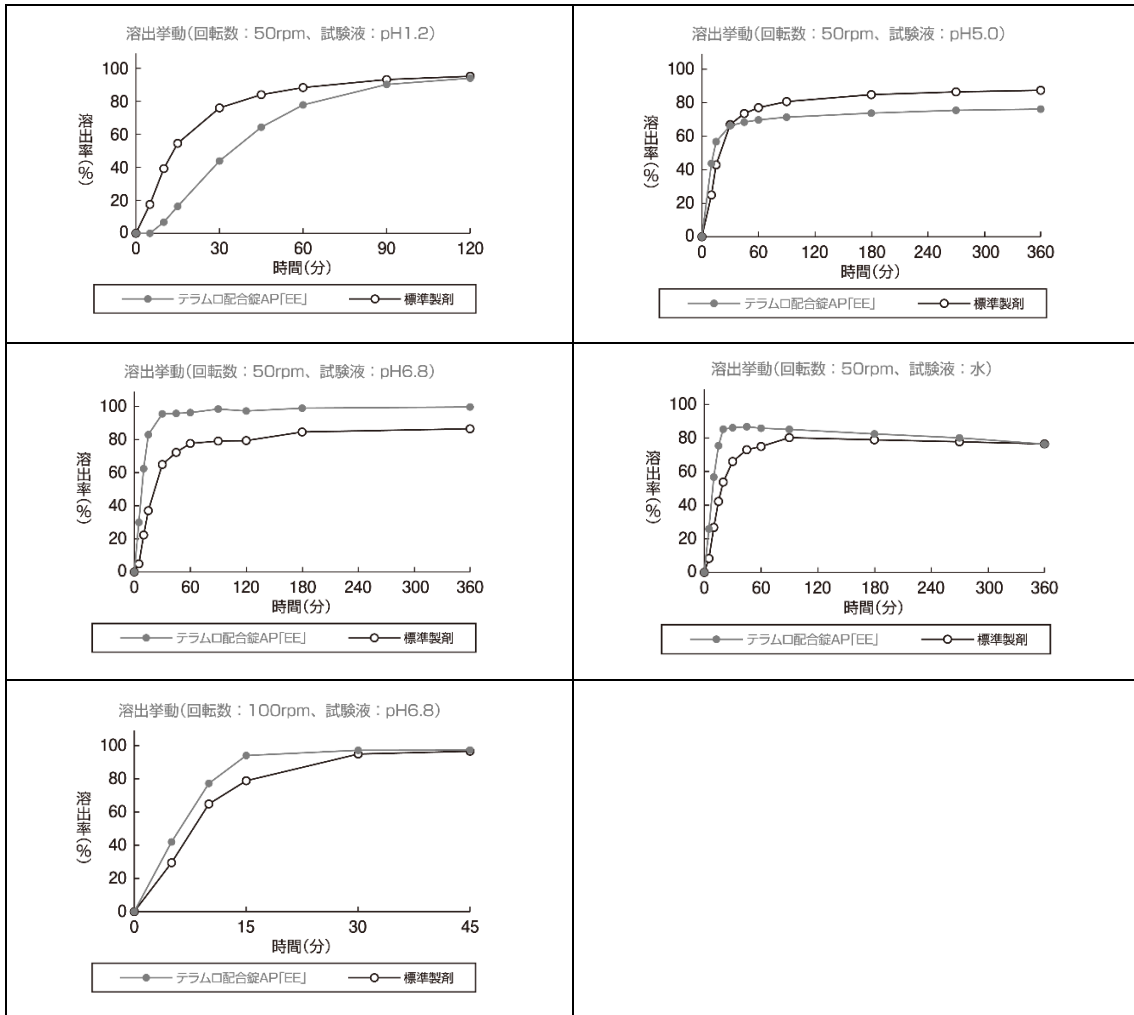 溶出挙動(回転数：50rpm、試験液：pH1.2)
100
80
60
40
20
0
溶出率(%)
0 30 60 90 120
時間(分)
テラムロ配合錠AP「EE」 標準製剤
溶出挙動(回転数：50rpm、試験液：pH5.0)
100
80
60
40
20
0
溶出率(%)
0 60 120 180 240 300 360
時間(分)
テラムロ配合錠AP「EE」 標準製剤
溶出挙動(回転数：50rpm、試験液：pH6.8)
100
80
60
40
20
0
溶出率(%)
0 60 120 180 240 300 360
時間(分)
テラムロ配合錠AP「EE」 標準製剤
溶出挙動(回転数：50rpm、試験液：水)
100
80
60
40
20
0
溶出率(%)
0 60 120 180 240 300 360
時間(分)
テラムロ配合錠AP「EE」 標準製剤
溶出挙動(回転数：100rpm、試験液：pH6.8)
100
80
60
40
20
0
溶出率(%)
0 15 30 45
時間(分)
テラムロ配合錠AP「EE」 標準製剤